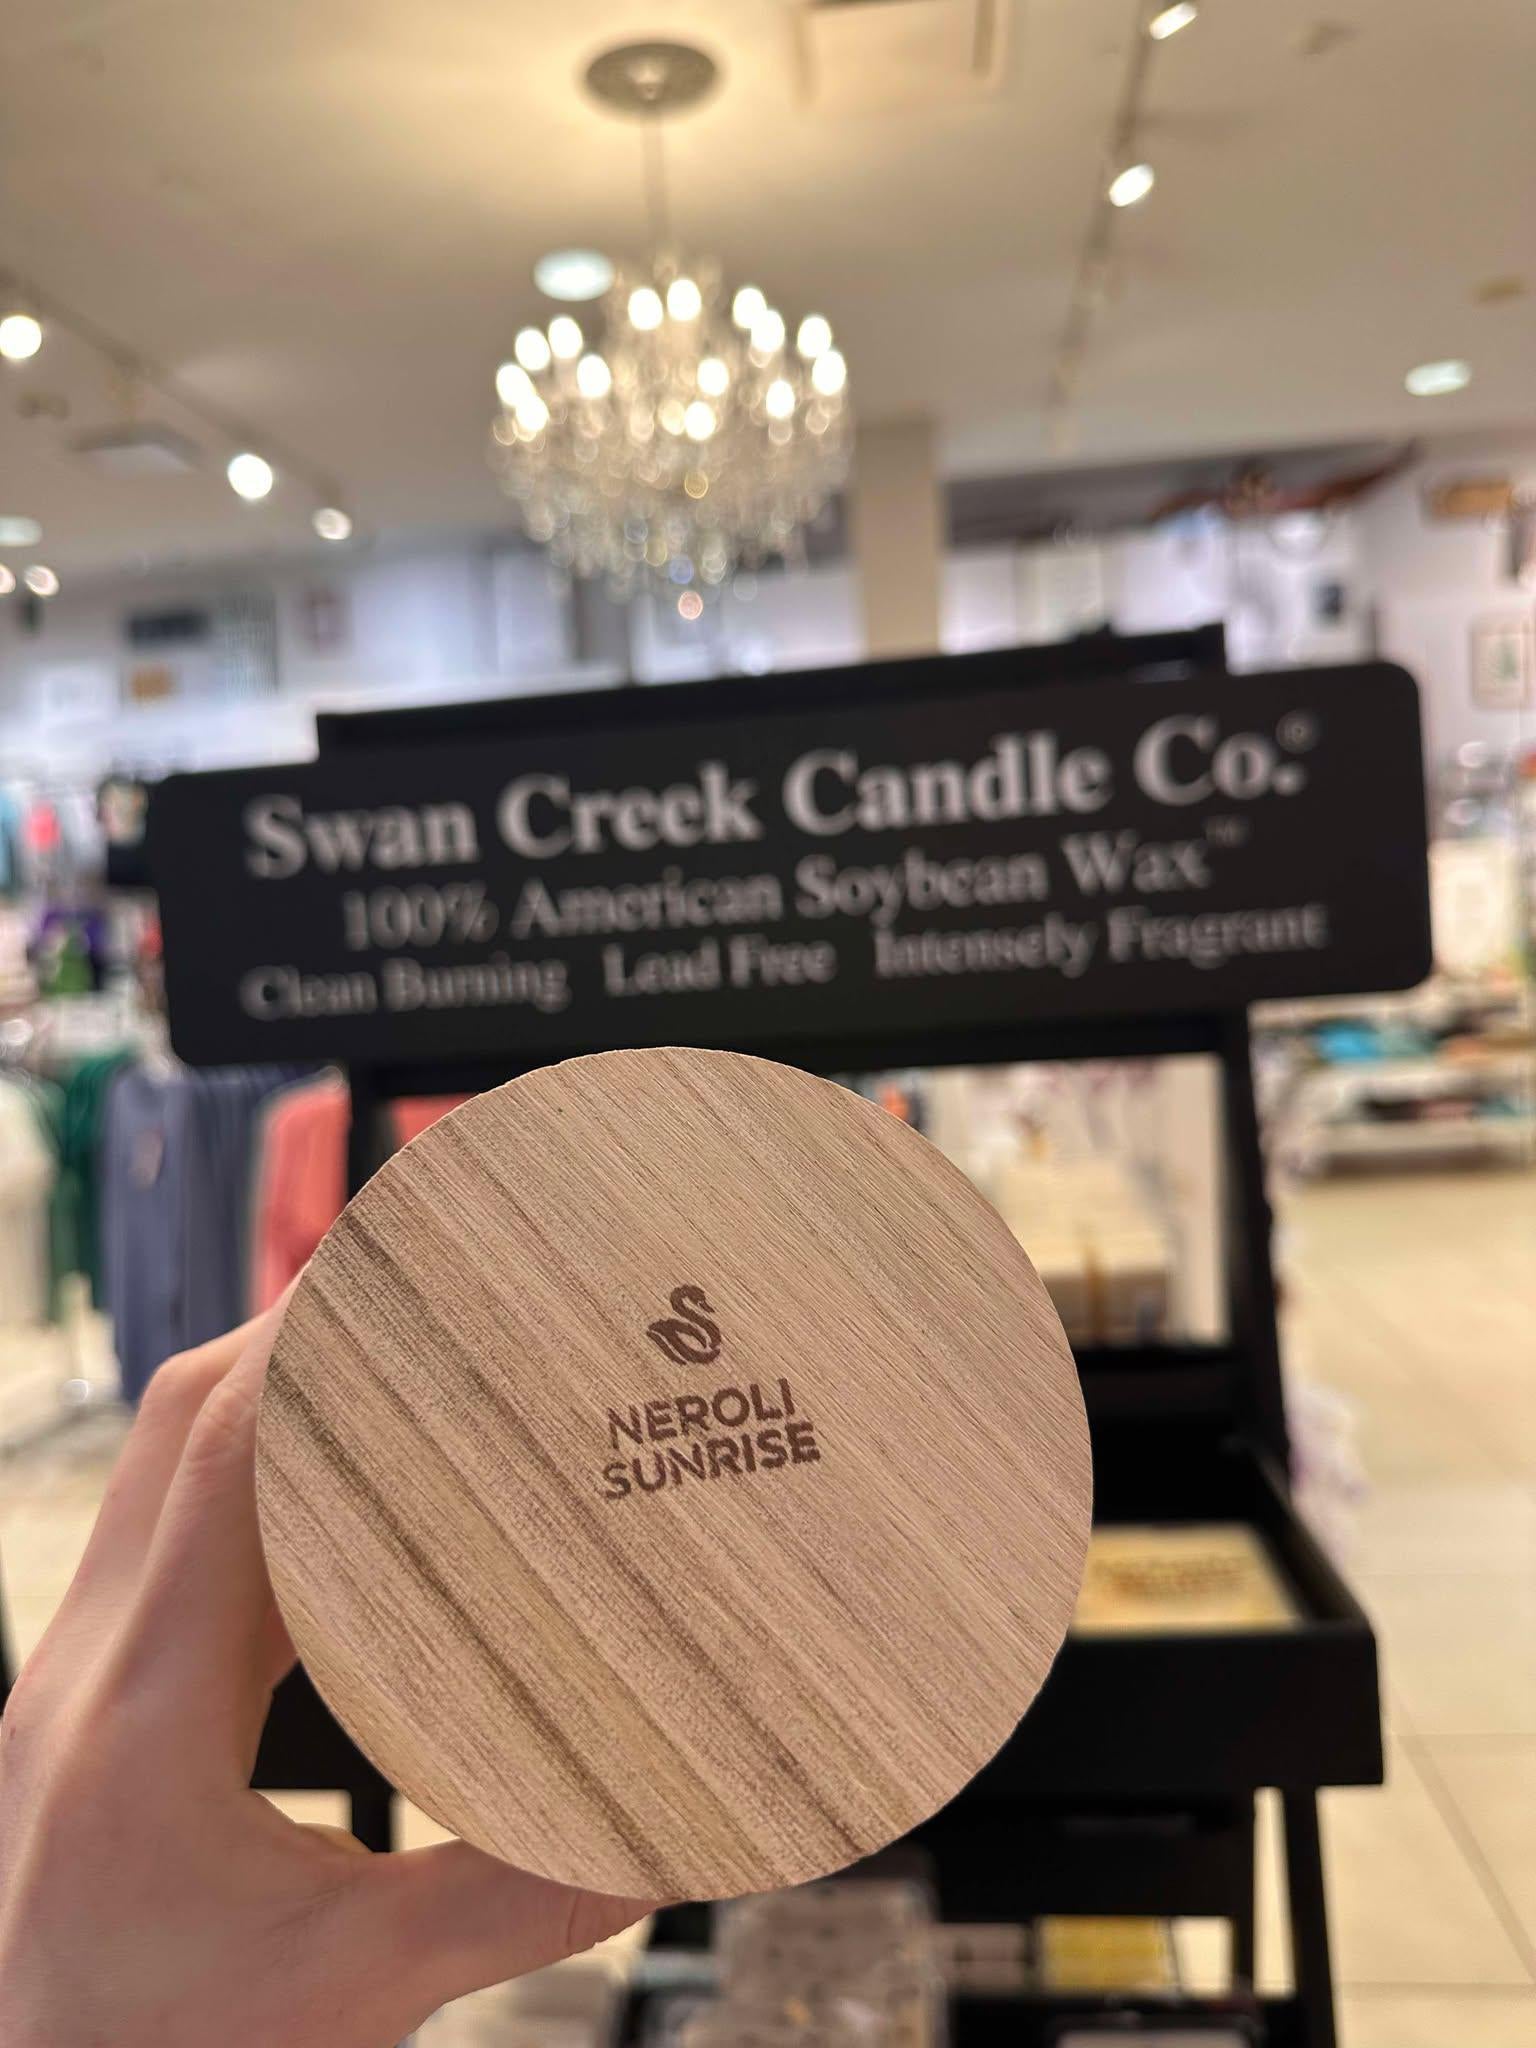 Swan Creek Candle Co.®
100% American Soybean Wax™
Clean Burning Lead Free Intensely Fragrant
NEROLI
SUNRISE